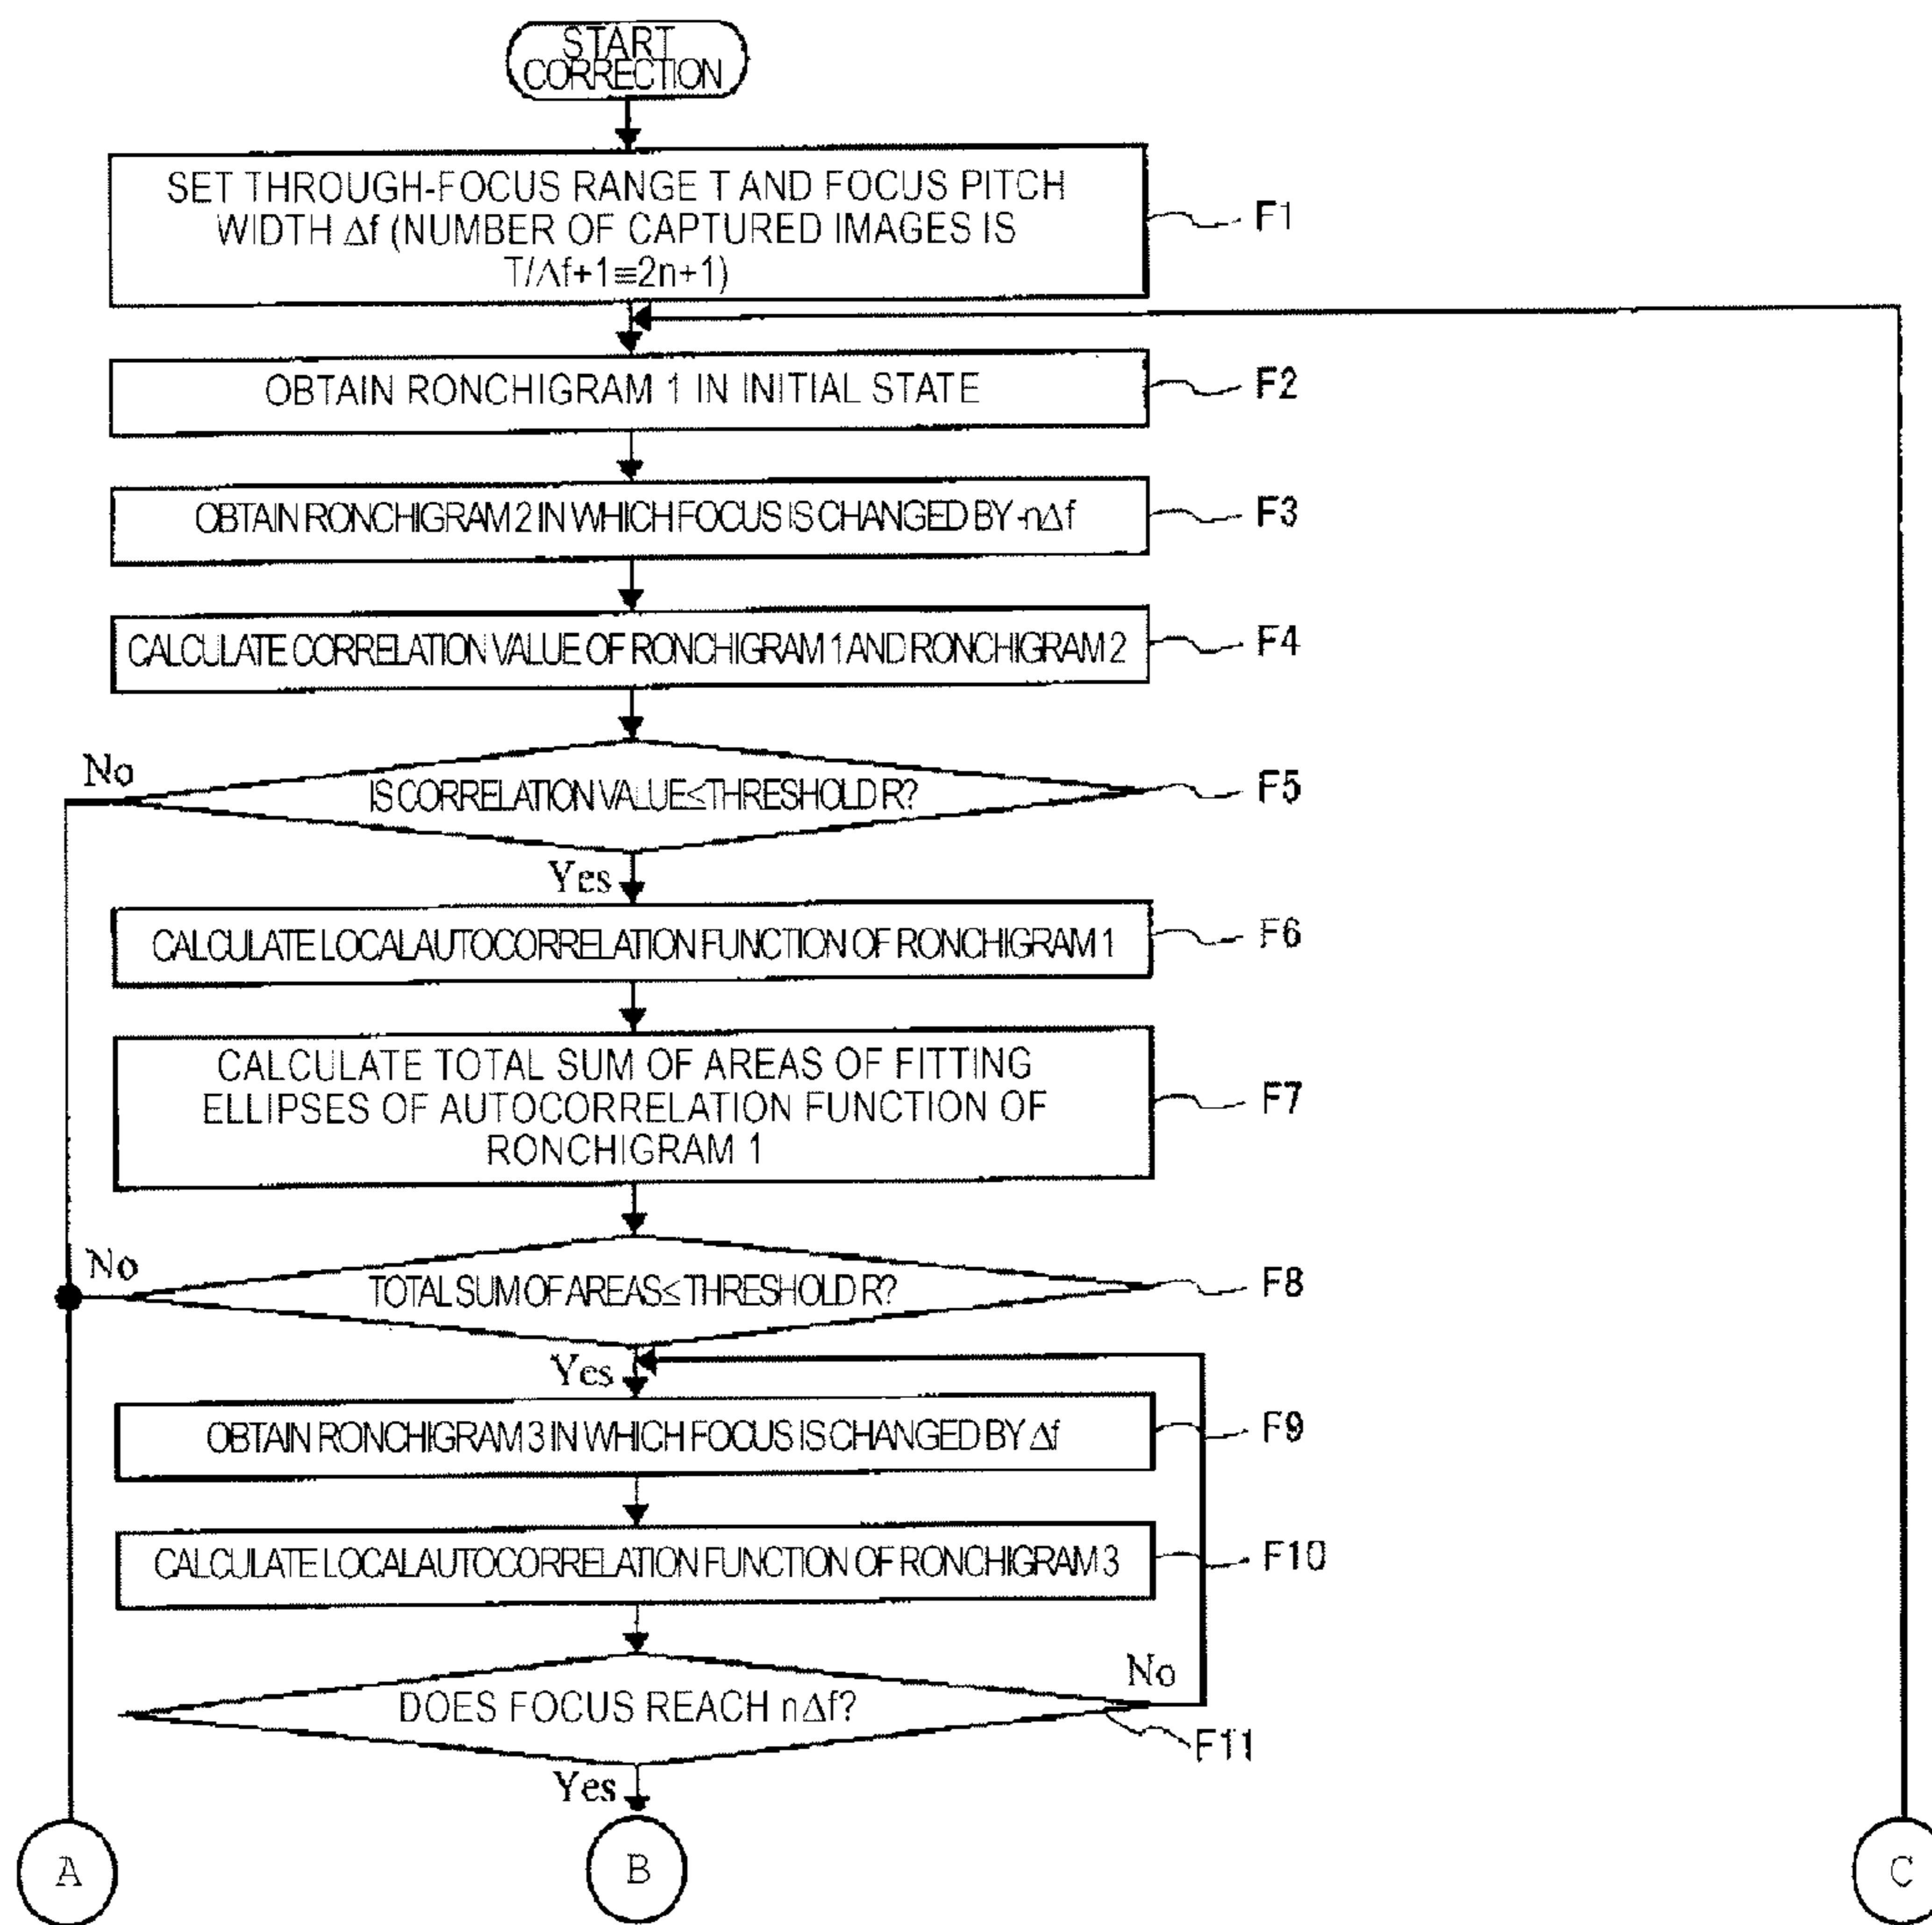 START
CORRECTION
SET THROUGH-FOCUS RANGE T AND FOCUS PITCH
WIDTH Δf (NUMBER OF CAPTURED IMAGES IS
T/Δf+1≡2n+1)
F1
OBTAIN RONCHIGRAM 1 IN INITIAL STATE
F2
OBTAIN RONCHIGRAM 2 IN WHICH FOCUS IS CHANGED BY -nΔf
F3
CALCULATE CORRELATION VALUE OF RONCHIGRAM 1 AND RONCHIGRAM 2
F4
No
IS CORRELATION VALUE≤THRESHOLD R?
F5
Yes
CALCULATE LOCAL AUTOCORRELATION FUNCTION OF RONCHIGRAM 1
F6
CALCULATE TOTAL SUM OF AREAS OF FITTING
ELLIPSES OF AUTOCORRELATION FUNCTION OF
RONCHIGRAM 1
F7
No
TOTAL SUM OF AREAS≤ THRESHOLD R?
F8
Yes
OBTAIN RONCHIGRAM 3 IN WHICH FOCUS IS CHANGED BY Δf
F9
CALCULATE LOCAL AUTOCORRELATION FUNCTION OF RONCHIGRAM 3
F10
No
DOES FOCUS REACH nΔf?
F11
Yes
A
B
C